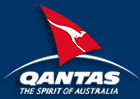 QANTAS
THE SPIRIT OF AUSTRALIA